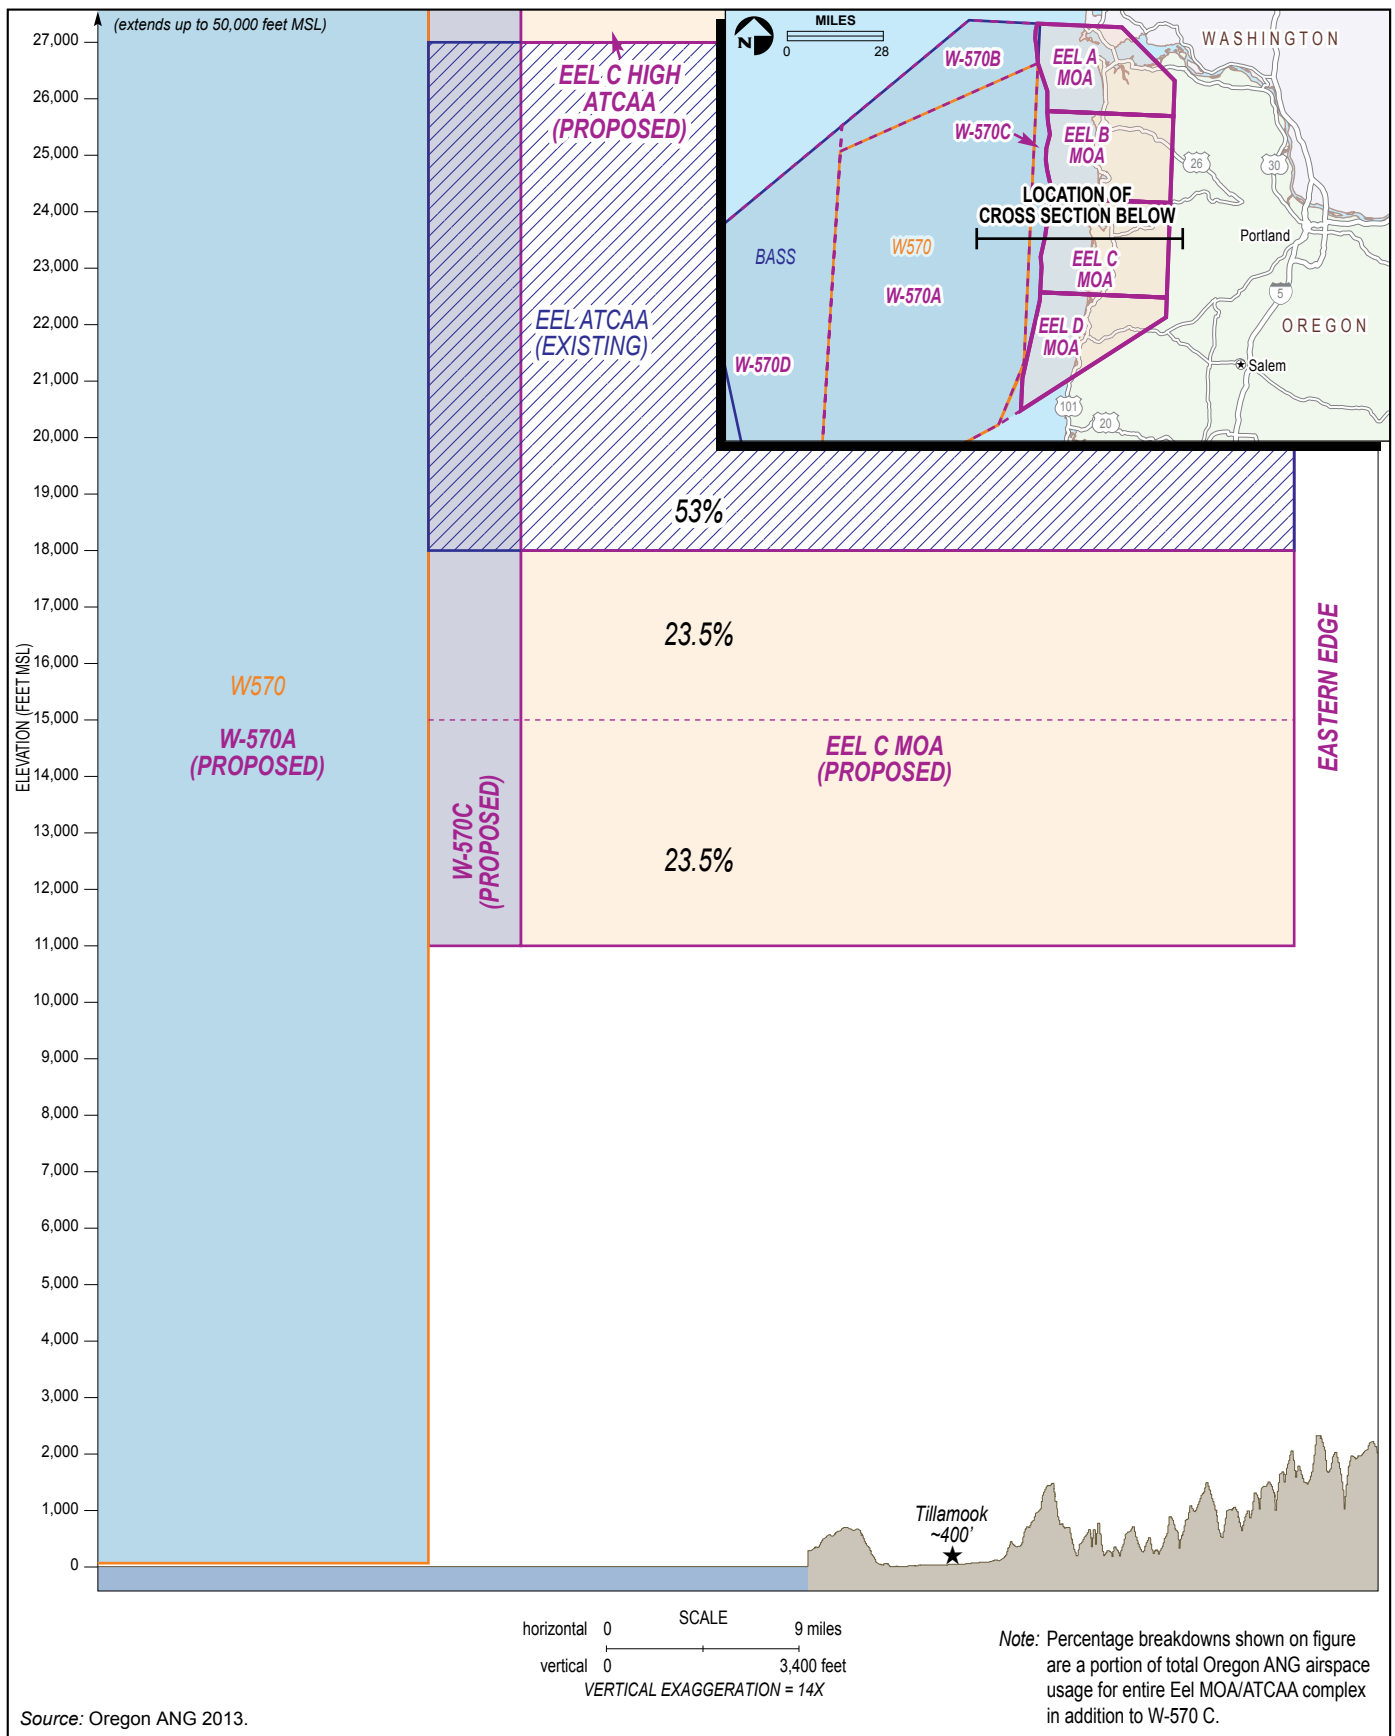 (extends up to 50,000 feet MSL)
27,000
26,000
25,000
24,000
23,000
22,000
21,000
20,000
19,000
18,000
17,000
16,000
15,000
14,000
13,000
12,000
11,000
10,000
9,000
8,000
7,000
6,000
5,000
4,000
3,000
2,000
1,000
0
ELEVATION (FEET MSL)
EEL C HIGH
ATCAA
(PROPOSED)
EEL ATCAA
(EXISTING)
53%
23.5%
23.5%
W570
W-570A
(PROPOSED)
W-570C
(PROPOSED)
EEL C MOA
(PROPOSED)
EASTERN EDGE
N
MILES
0 28
WASHINGTON
W-570B
EEL A
MOA
W-570C
EEL B
MOA
26
30
LOCATION OF
CROSS SECTION BELOW
Portland
BASS
W570
W-570A
EEL C
MOA
5
OREGON
EEL D
MOA
W-570D
Salem
101
20
Tillamook
~400'
SCALE
horizontal 0 9 miles
vertical 0 3,400 feet
VERTICAL EXAGGERATION = 14X
Note: Percentage breakdowns shown on figure
are a portion of total Oregon ANG airspace
usage for entire Eel MOA/ATCAA complex
in addition to W-570 C.
Source: Oregon ANG 2013.